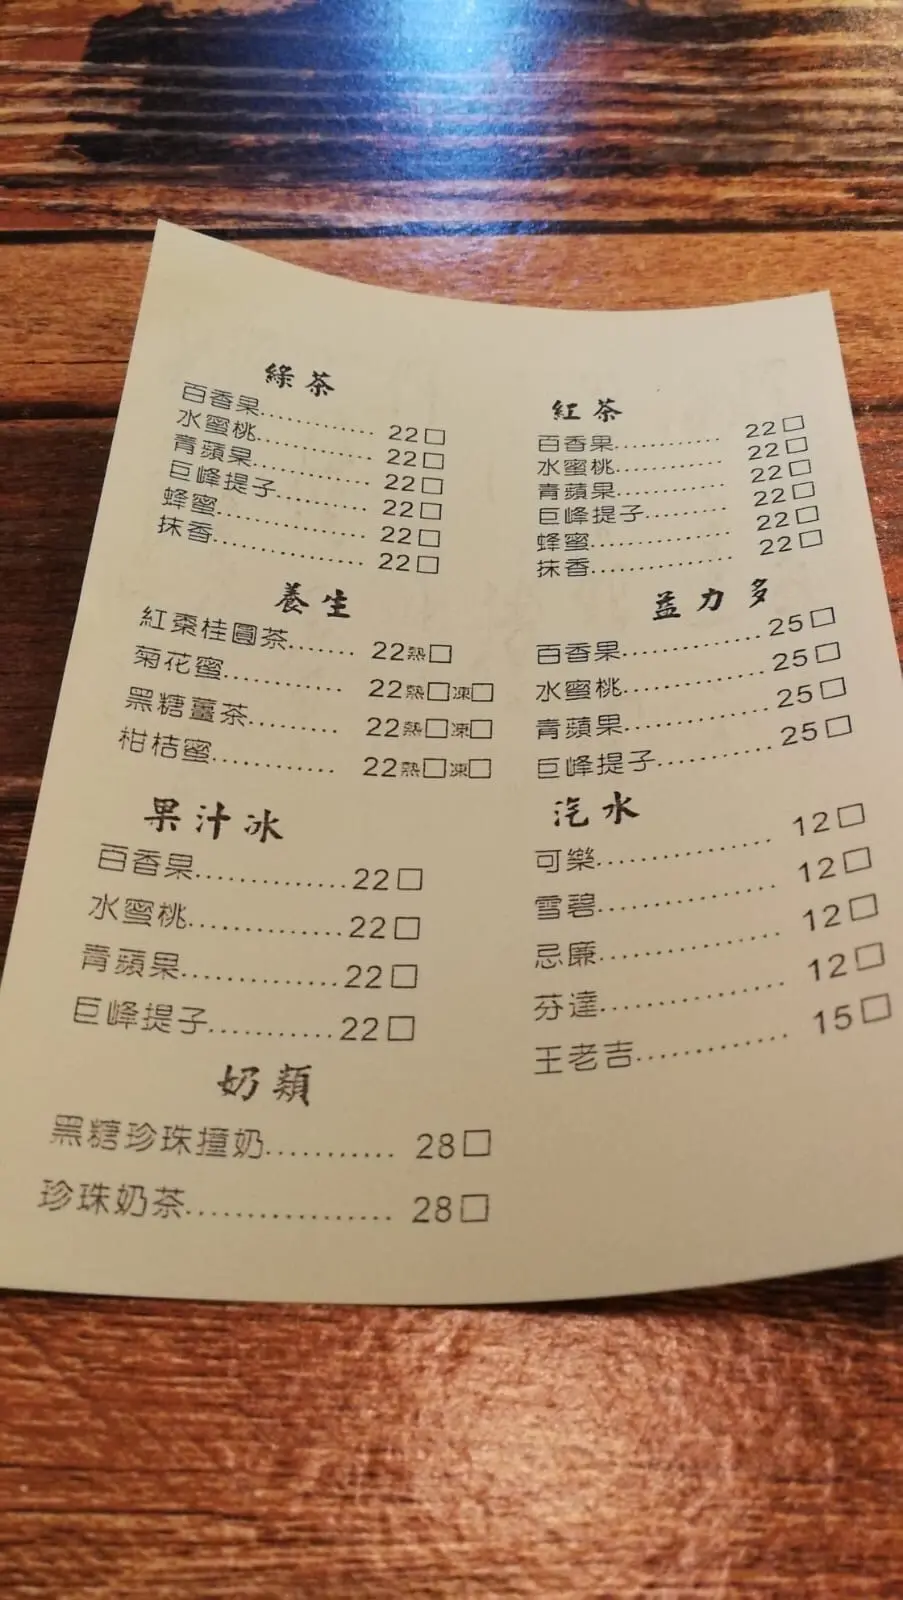 綠茶
百香果............... 22□
水蜜桃............... 22□
青蘋果............... 22□
巨峰提子............... 22□
蜂蜜............... 22□
抹香............... 22□
養生
紅棗桂圓茶....... 22熱□
菊花蜜............ 22熱□凍□
黑糖薑茶......... 22熱□凍□
柑桔蜜............ 22熱□凍□
果汁冰
百香果..............22□
水蜜桃..............22□
青蘋果..............22□
巨峰提子...........22□
奶類
黑糖珍珠撞奶........... 28□
珍珠奶茶.................. 28□
紅茶
百香果.............. 22□
水蜜桃.............. 22□
青蘋果.............. 22□
巨峰提子.......... 22□
蜂蜜................. 22□
抹香................. 22□
益力多
百香果..............25□
水蜜桃..............25□
青蘋果..............25□
巨峰提子...........25□
汽水
可樂................ 12□
雪碧................ 12□
忌廉................ 12□
芬達................ 12□
王老吉............. 15□